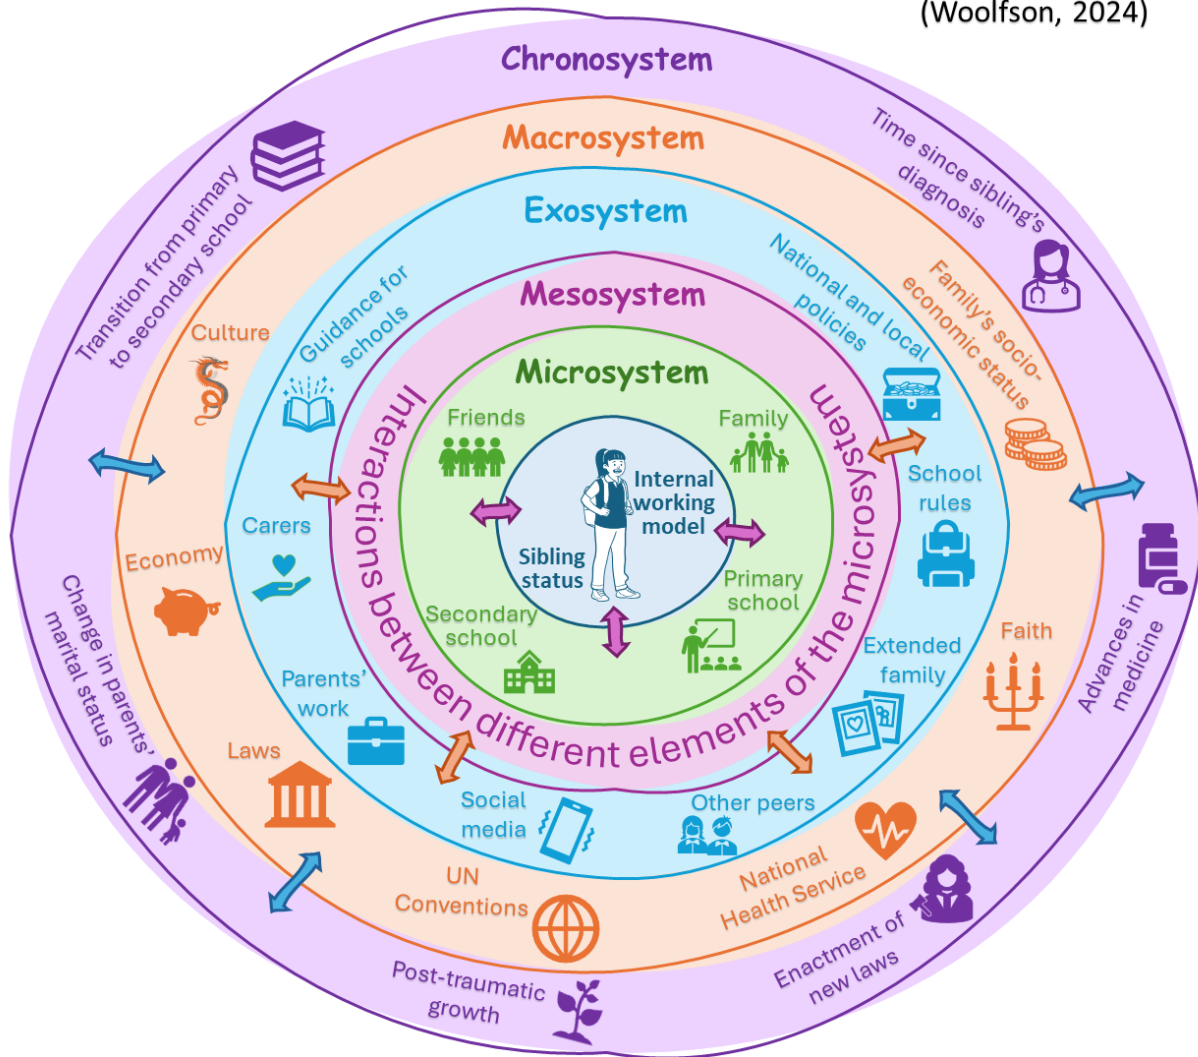 (Woolfson, 2024)
Chronosystem
Macrosystem
Exosystem
Mesosystem
Microsystem
Transition from primary
to secondary school
Time since sibling's
diagnosis
Culture
Guidance for
schools
National and local
policies
Family's socio-
economic status
Friends
Family
Interactions between different elements of the microsystem
Internal
working
model
Sibling
status
School
rules
Carers
Economy
Secondary
school
Primary
school
Change in parents'
marital status
Parents'
work
Extended
family
Faith
Advances in
medicine
Laws
Social
media
Other peers
UN
Conventions
National
Health Service
Post-traumatic
growth
Enactment of
new laws